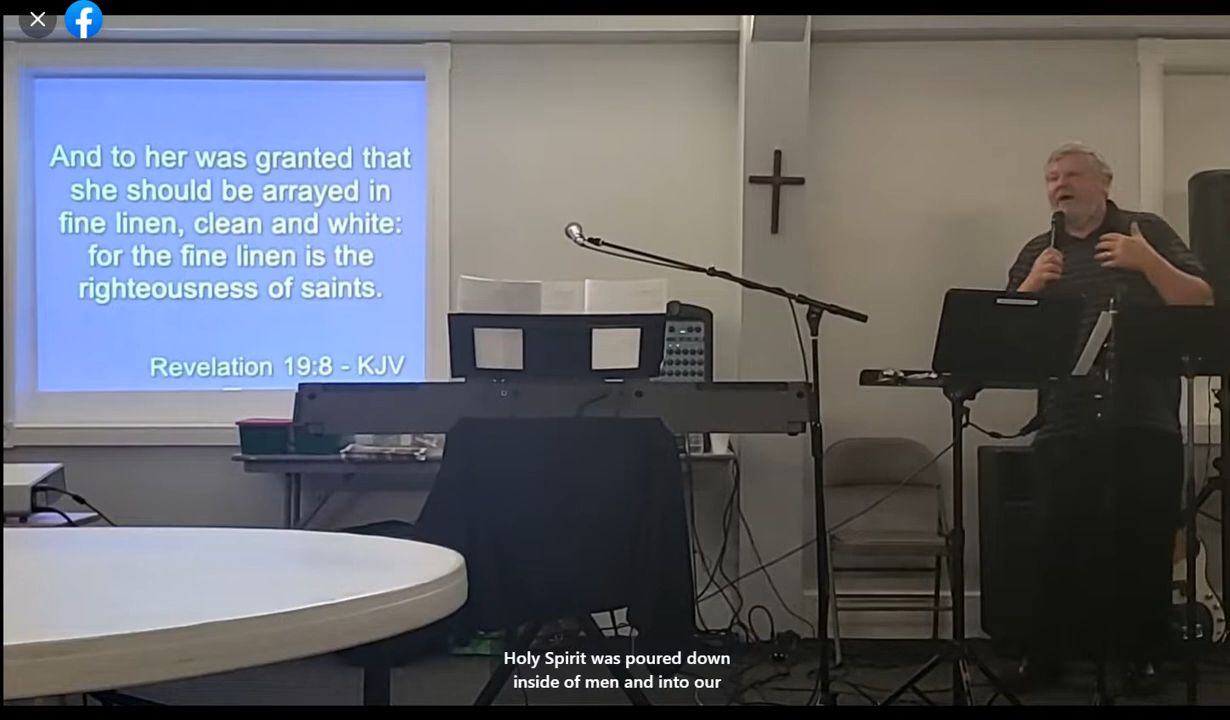 And to her was granted that
she should be arrayed in
fine linen, clean and white:
for the fine linen is the
righteousness of saints.
Revelation 19:8 - KJV
Holy Spirit was poured down
inside of men and into our